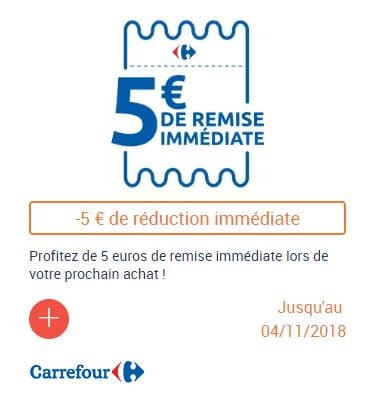 5€
DE REMISE
IMMÉDIATE
-5 € de réduction immédiate
Profitez de 5 euros de remise immédiate lors de
votre prochain achat !
Jusqu'au
04/11/2018
Carrefour